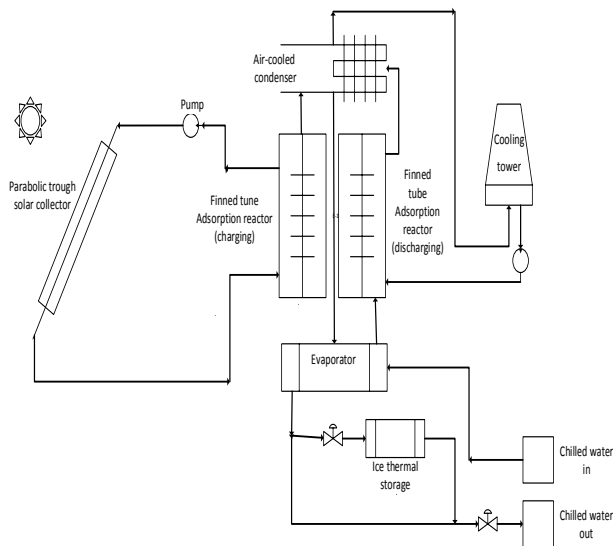 Air-cooled
condenser
Pump
Cooling
tower
Parabolic trough
solar collector
Finned tune
Adsorption reactor
(charging)
Finned
tube
Adsorption
reactor
(discharging)
Evaporator
Ice thermal
storage
Chilled water
in
Chilled water
out